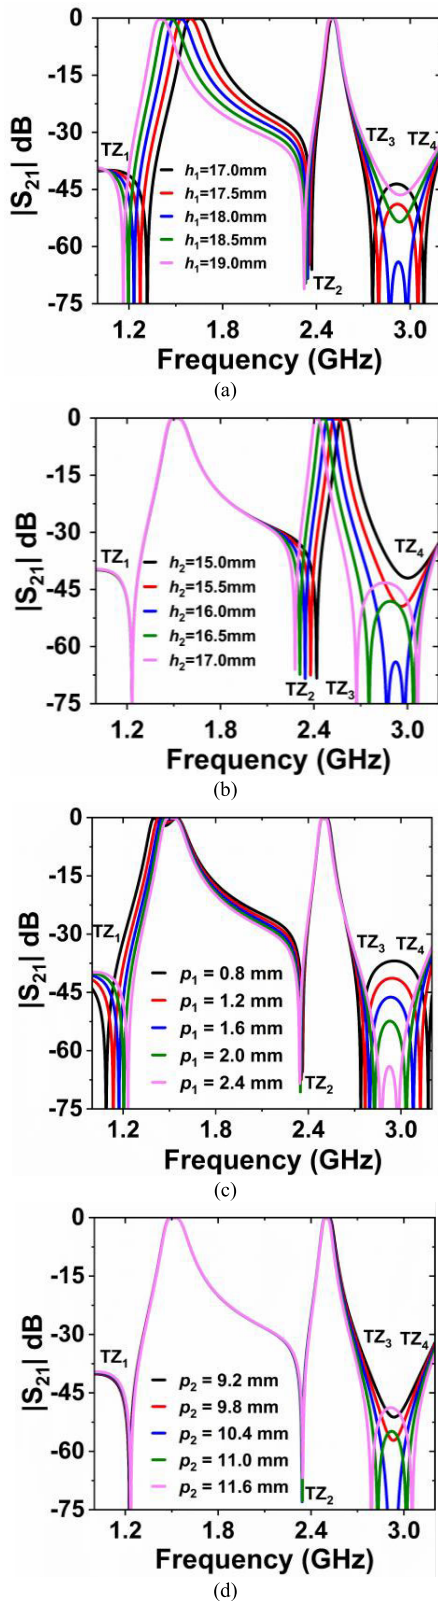 0
-15
-30
-45
-60
-75
|S21| dB
TZ1
TZ3 TZ4
h1=17.0mm
h1=17.5mm
h1=18.0mm
h1=18.5mm
h1=19.0mm
TZ2
1.2 1.8 2.4 3.0
Frequency (GHz)
(a)
0
-15
-30
-45
-60
-75
|S21| dB
TZ1
TZ4
h2=15.0mm
h2=15.5mm
h2=16.0mm
h2=16.5mm
h2=17.0mm
TZ2 TZ3
1.2 1.8 2.4 3.0
Frequency (GHz)
(b)
0
-15
-30
-45
-60
-75
|S21| dB
TZ1
TZ3 TZ4
p1 = 0.8 mm
p1 = 1.2 mm
p1 = 1.6 mm
p1 = 2.0 mm
p1 = 2.4 mm
TZ2
1.2 1.8 2.4 3.0
Frequency (GHz)
(c)
0
-15
-30
-45
-60
-75
|S21| dB
TZ1
TZ3 TZ4
p2 = 9.2 mm
p2 = 9.8 mm
p2 = 10.4 mm
p2 = 11.0 mm
p2 = 11.6 mm
TZ2
1.2 1.8 2.4 3.0
Frequency (GHz)
(d)